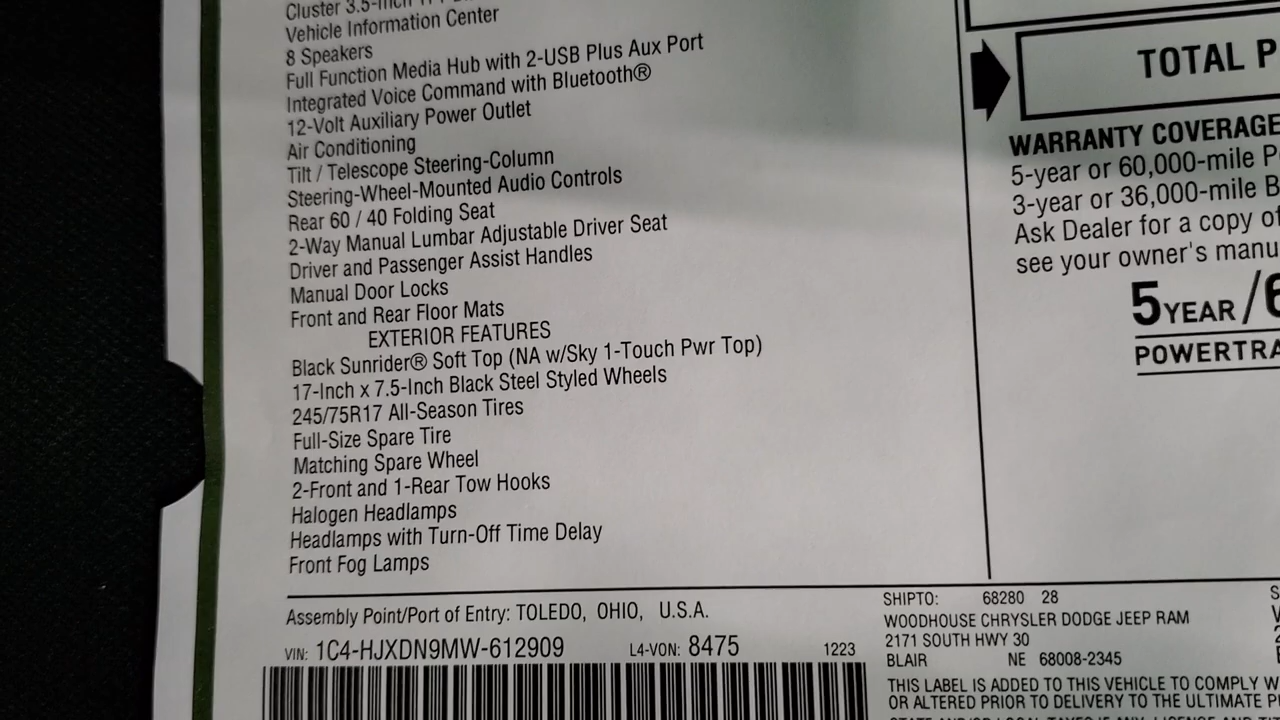 Cluster 3.5-Inch
Vehicle Information Center
8 Speakers
Full Function Media Hub with 2-USB Plus Aux Port
Integrated Voice Command with Bluetooth®
12-Volt Auxiliary Power Outlet
Air Conditioning
Tilt / Telescope Steering-Column
Steering-Wheel-Mounted Audio Controls
Rear 60 / 40 Folding Seat
2-Way Manual Lumbar Adjustable Driver Seat
Driver and Passenger Assist Handles
Manual Door Locks
Front and Rear Floor Mats
EXTERIOR FEATURES
Black Sunrider® Soft Top (NA w/Sky 1-Touch Pwr Top)
17-Inch x 7.5-Inch Black Steel Styled Wheels
245/75R17 All-Season Tires
Full-Size Spare Tire
Matching Spare Wheel
2-Front and 1-Rear Tow Hooks
Halogen Headlamps
Headlamps with Turn-Off Time Delay
Front Fog Lamps
Assembly Point/Port of Entry: TOLEDO, OHIO, U.S.A.
VIN: 1C4-HJXDN9MW-612909 L4-VON: 8475 1223
TOTAL P
WARRANTY COVERAGE
5-year or 60,000-mile P
3-year or 36,000-mile B
Ask Dealer for a copy of
see your owner's manu
5 YEAR /6
POWERTRA
SHIPTO: 68280 28
WOODHOUSE CHRYSLER DODGE JEEP RAM
2171 SOUTH HWY 30
BLAIR NE 68008-2345
THIS LABEL IS ADDED TO THIS VEHICLE TO COMPLY W
OR ALTERED PRIOR TO DELIVERY TO THE ULTIMATE P